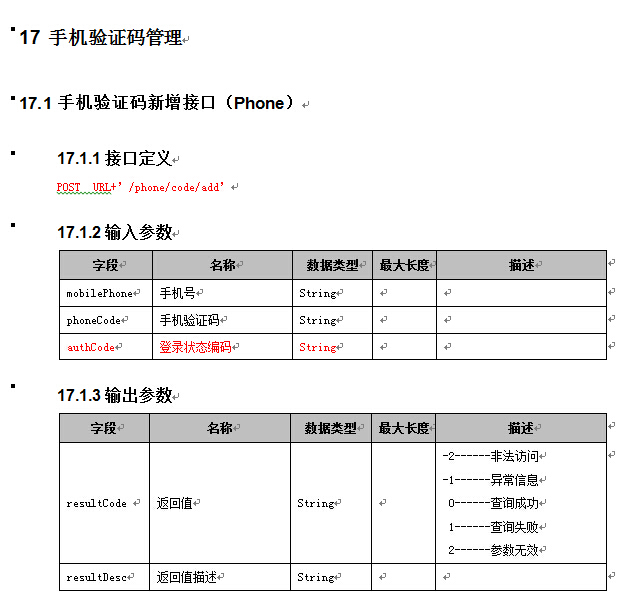 17 手机验证码管理
17.1 手机验证码新增接口（Phone）
17.1.1 接口定义
POST  URL+’/phone/code/add’
17.1.2 输入参数
字段 名称 数据类型 最大长度 描述
mobilePhone 手机号 String
phoneCode 手机验证码 String
authCode 登录状态编码 String
17.1.3 输出参数
字段 名称 数据类型 最大长度 描述
resultCode 返回值 String
-2------非法访问
-1------异常信息
0------查询成功
1------查询失败
2------参数无效
resultDesc 返回值描述 String